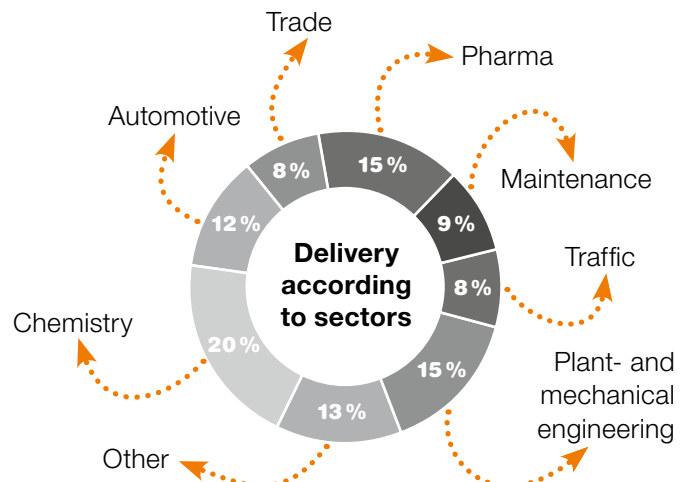 Trade
Pharma
Automotive
Maintenance
Traffic
Chemistry
Plant- and
mechanical
engineering
Other
8 %
15 %
12 %
9 %
8 %
20 %
15 %
13 %
Delivery
according
to sectors